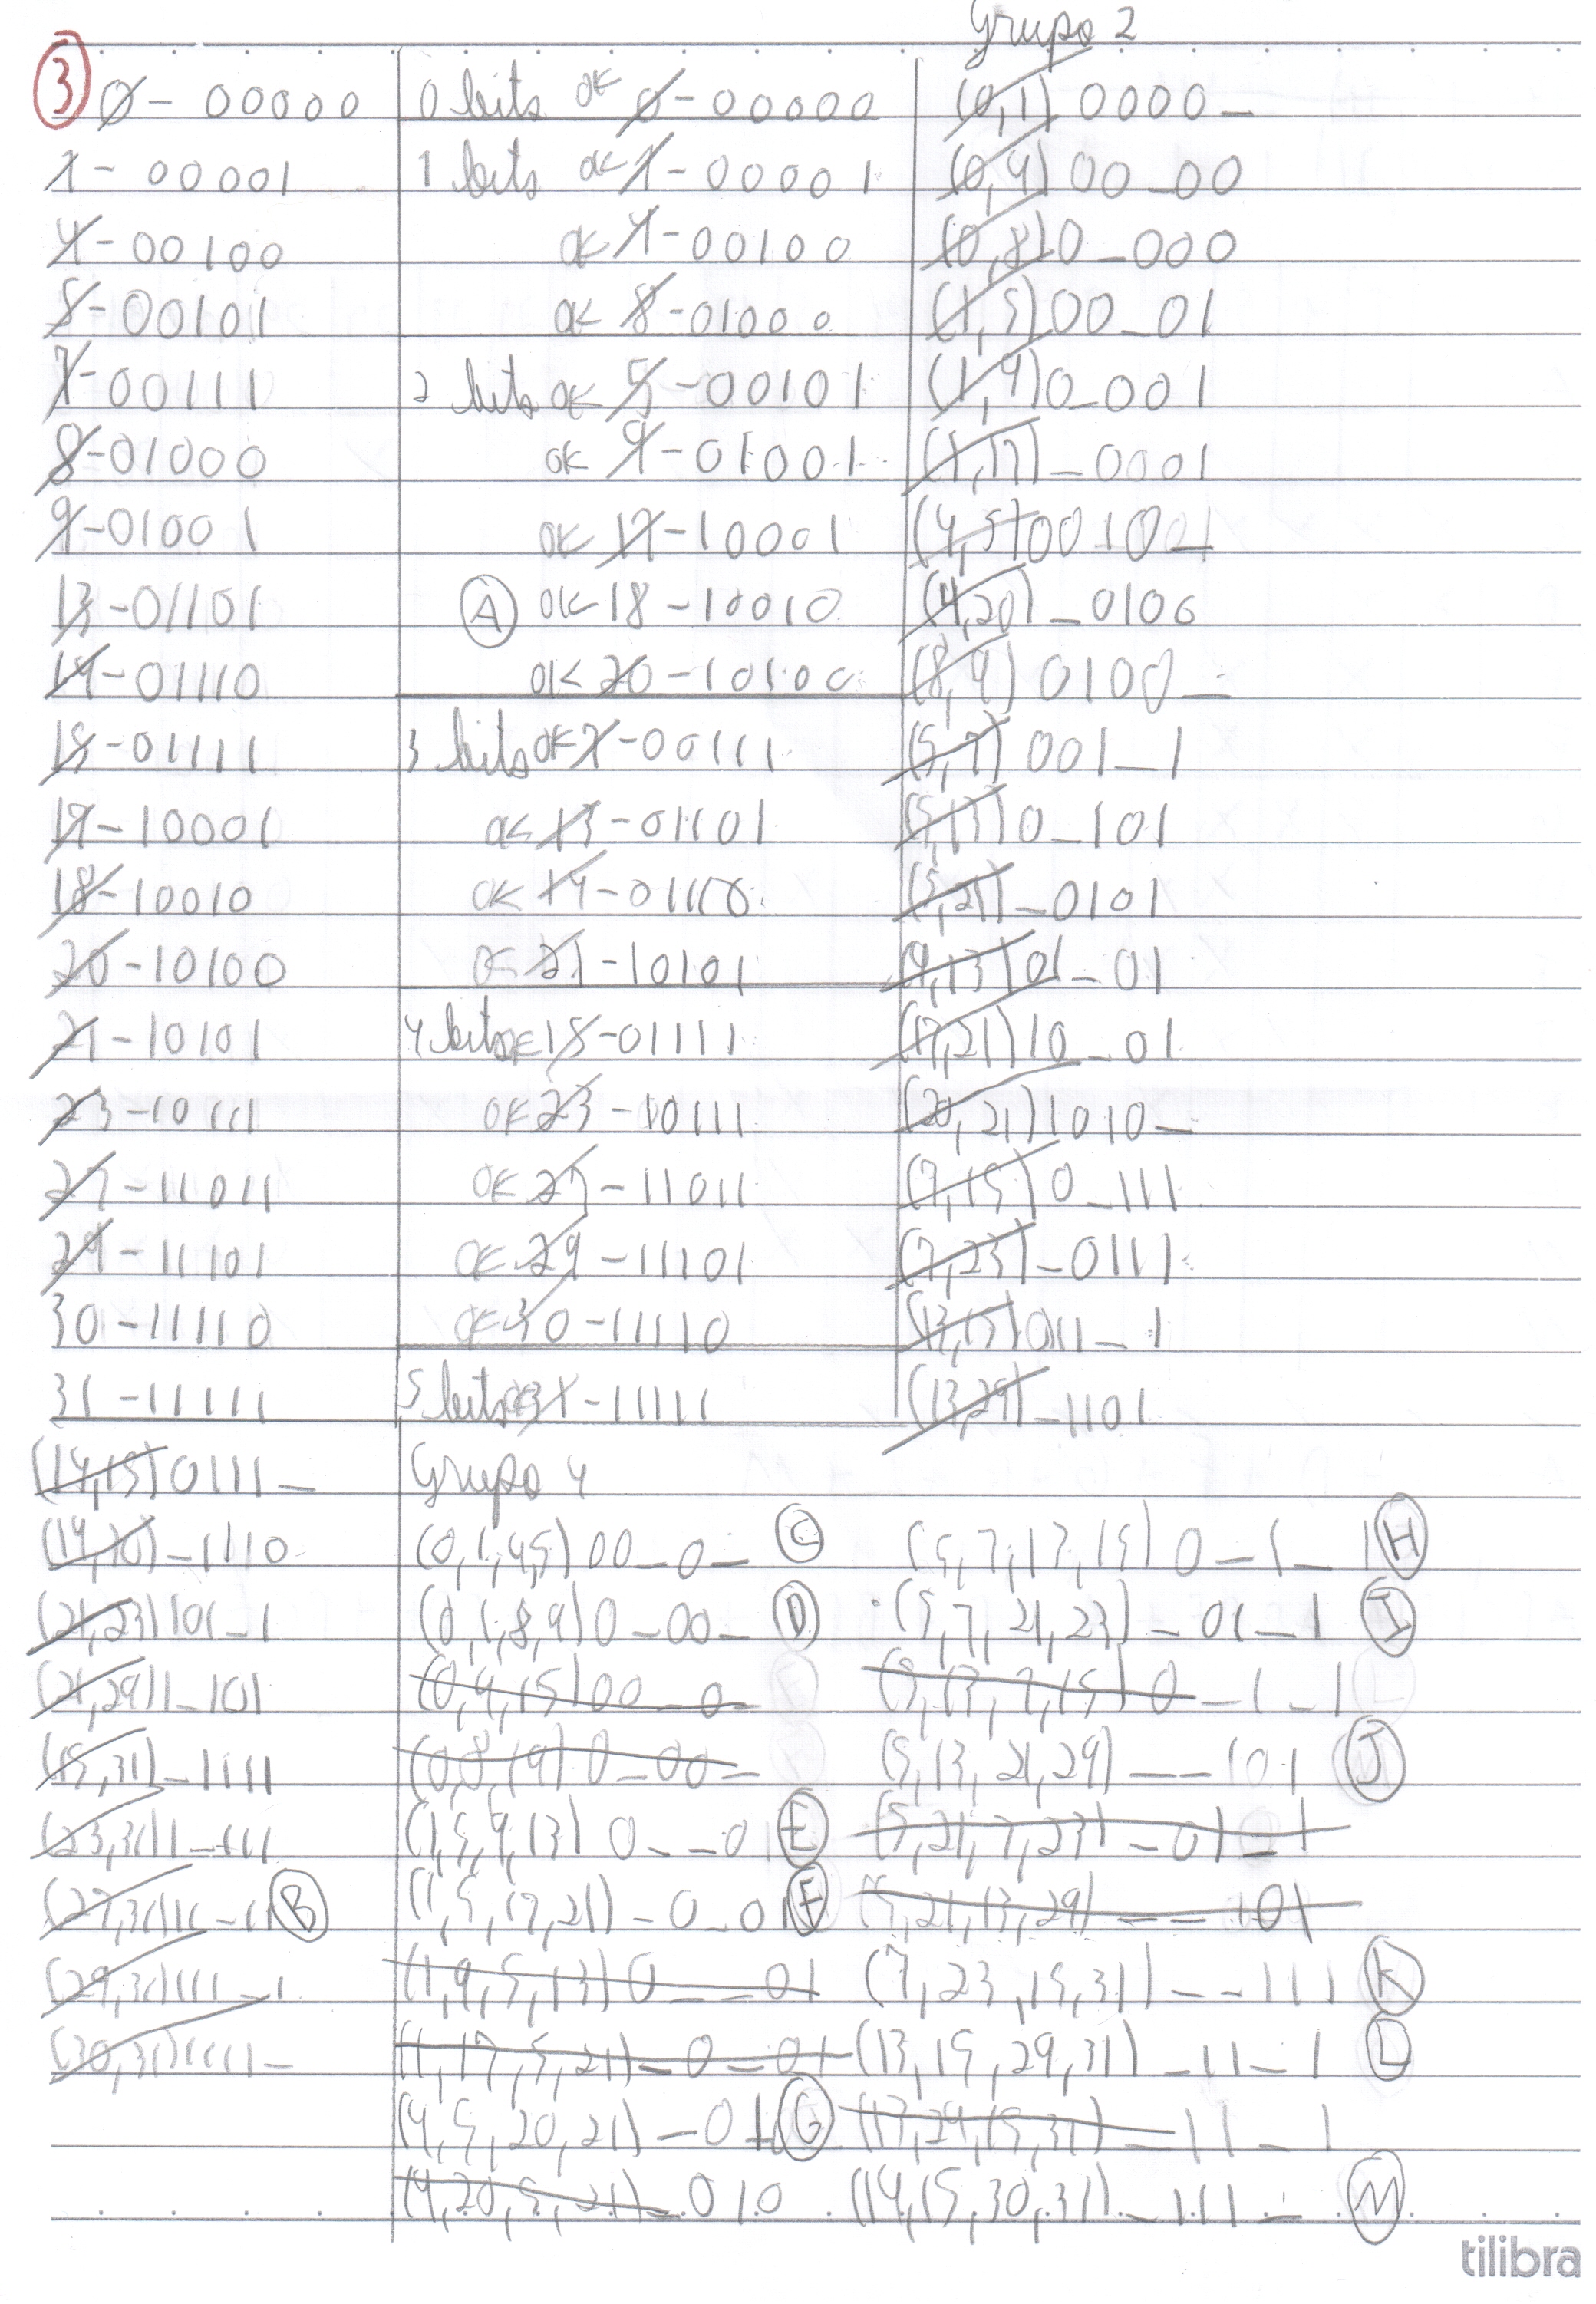 Grupo 2
③ 0 - 00000 0 bits ok 0 - 00000 (0,1) 0000_
1 - 00001 1 bits ok 1 - 00001 (0,4) 00_00
4 - 00100 ok 4 - 00100 (0,8) 0_000
5 - 00101 ok 8 - 01000 (1,5) 00_01
7 - 00111 2 bits ok 5 - 00101 (1,9) 0_001
8 - 01000 ok 9 - 01001 (1,17) _0001
9 - 01001 ok 17 - 10001 (4,5) 0010_
13 - 01101 Ⓐ ok 18 - 10010 (4,20) _0100
14 - 01110 ok 20 - 10100 (8,9) 0100_
15 - 01111 3 bits ok 7 - 00111 (5,7) 001_1
17 - 10001 ok 13 - 01101 (5,13) 0_101
18 - 10010 ok 14 - 01110 (5,21) _0101
20 - 10100 ok 21 - 10101 (9,13) 01_01
21 - 10101 4 bits ok 15 - 01111 (17,21) 10_01
23 - 10111 ok 23 - 10111 (20,21) 1010_
27 - 11011 ok 27 - 11011 (7,15) 0_111
29 - 11101 ok 29 - 11101 (7,23) _0111
30 - 11110 ok 30 - 11110 (13,15) 011_1
31 - 11111 5 bits ok 31 - 11111 (13,29) _1101
(14,15) 0111_ Grupo 4
(14,30) _1110 (0,1,4,5) 00_0_ Ⓒ (5,7,13,15) 0_1_1 Ⓗ
(21,23) 101_1 (0,1,8,9) 0_00_ Ⓓ (5,7,21,23) _01_1 Ⓘ
(21,29) 1_101 (0,4,15) 00_0_ (5,13,7,15) 0_1_1
(15,31) _1111 (0,8,19) 0_00_ (5,13,21,29) __101 Ⓙ
(23,31) 1_111 (1,5,9,13) 0__01 Ⓔ (5,21,7,23) _01_1
(27,31) 11_11 Ⓑ (1,5,17,21) _0_01 Ⓕ (5,21,13,29) __101
(29,31) 111_1 (1,9,5,13) 0__01 (7,23,15,31) __111 Ⓚ
(30,31) 1111_ (1,17,5,21) _0_01 (13,15,29,31) _11_1 Ⓛ
(4,5,20,21) _010_ Ⓖ (13,29,15,31) _11_1
(4,20,5,21) _010 (14,15,30,31) _111_ Ⓜ
tilibra